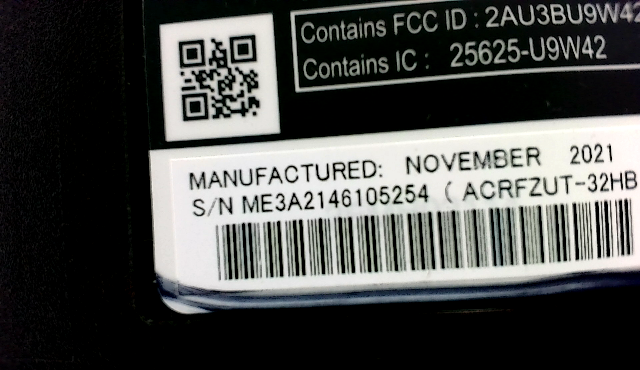 Contains FCC ID : 2AU3BU9W42
Contains IC : 25625-U9W42
MANUFACTURED: NOVEMBER 2021
S/N ME3A2146105254 ( ACRFZUT-32HB